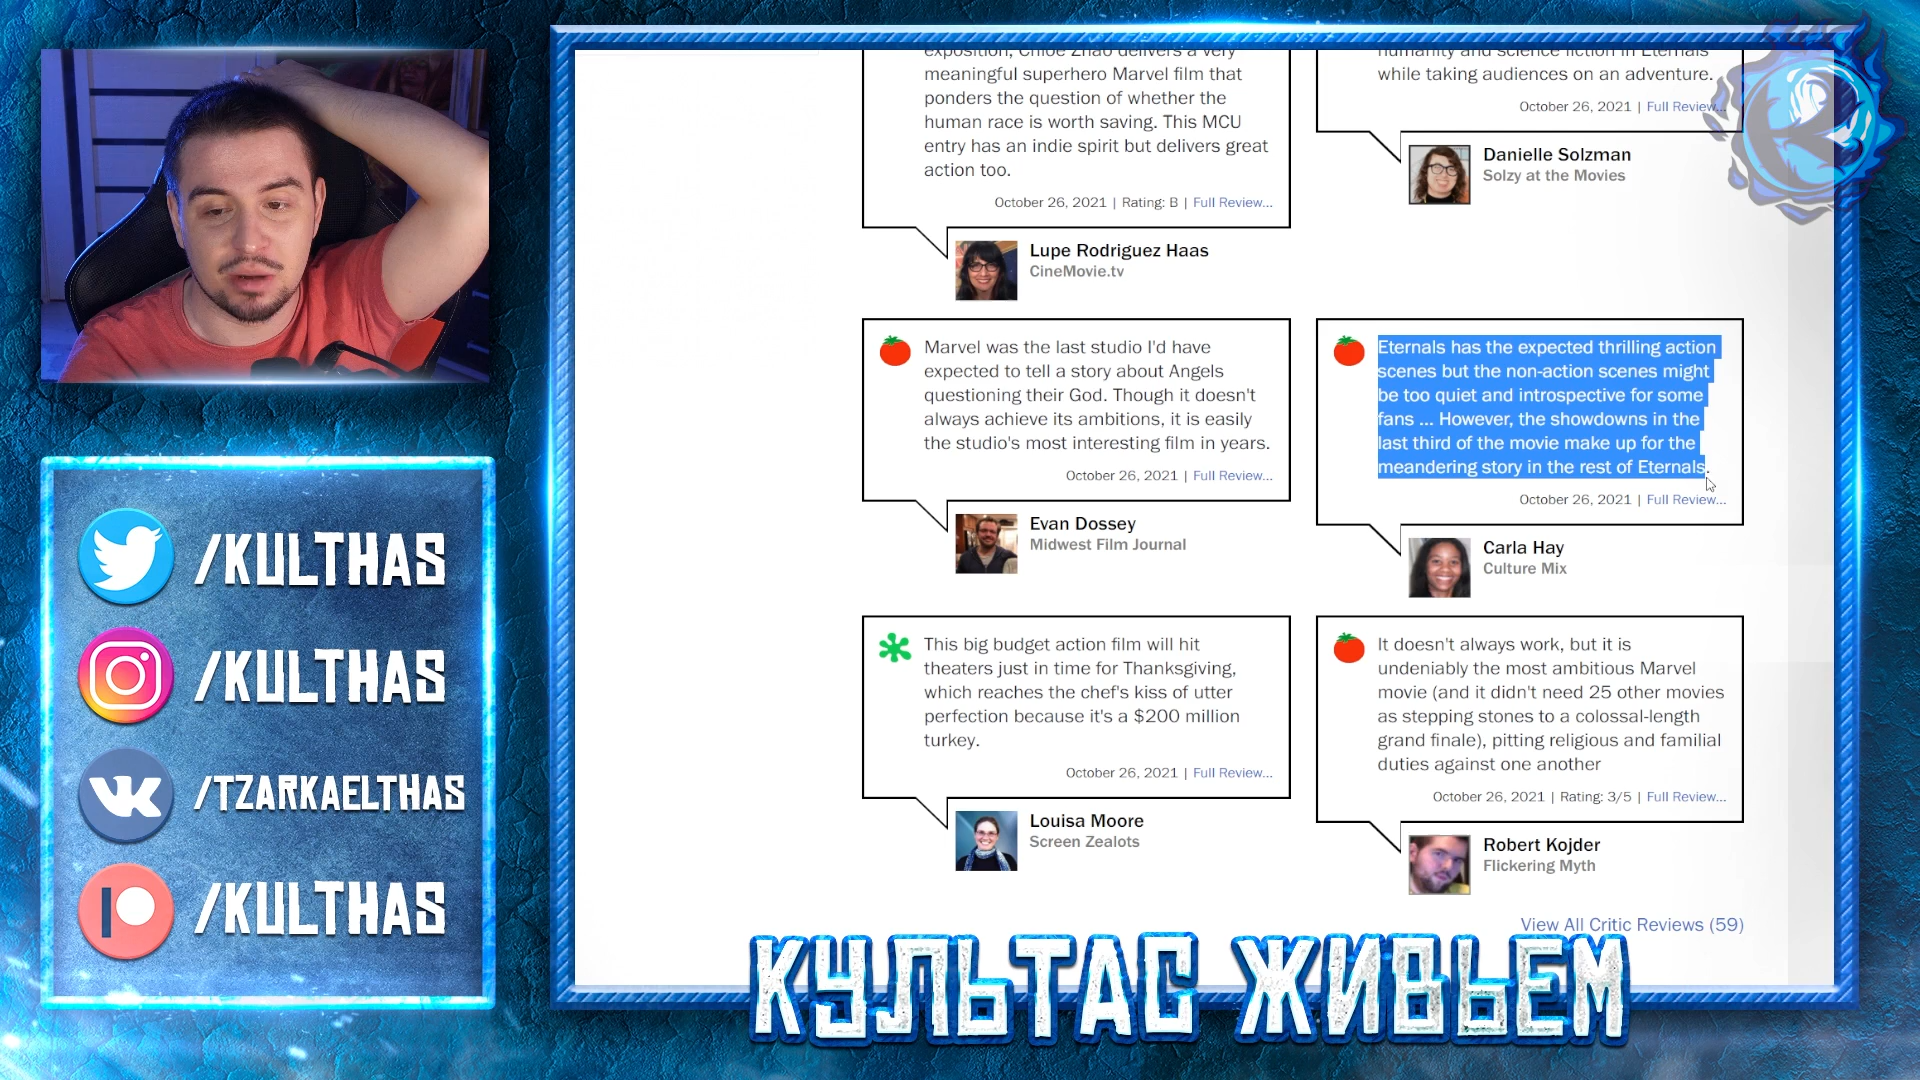 /KULTHAS
/KULTHAS
/TZARKAELTHAS
/KULTHAS
exposition, Chloé Zhao delivers a very
meaningful superhero Marvel film that
ponders the question of whether the
human race is worth saving. This MCU
entry has an indie spirit but delivers great
action too.
October 26, 2021 | Rating: B | Full Review...
Lupe Rodriguez Haas
CineMovie.tv
humanity and science fiction in Eternals
while taking audiences on an adventure.
October 26, 2021 | Full Review...
Danielle Solzman
Solzy at the Movies
Marvel was the last studio I'd have
expected to tell a story about Angels
questioning their God. Though it doesn't
always achieve its ambitions, it is easily
the studio's most interesting film in years.
October 26, 2021 | Full Review...
Evan Dossey
Midwest Film Journal
Eternals has the expected thrilling action
scenes but the non-action scenes might
be too quiet and introspective for some
fans ... However, the showdowns in the
last third of the movie make up for the
meandering story in the rest of Eternals.
October 26, 2021 | Full Review...
Carla Hay
Culture Mix
This big budget action film will hit
theaters just in time for Thanksgiving,
which reaches the chef's kiss of utter
perfection because it's a $200 million
turkey.
October 26, 2021 | Full Review...
Louisa Moore
Screen Zealots
It doesn't always work, but it is
undeniably the most ambitious Marvel
movie (and it didn't need 25 other movies
as stepping stones to a colossal-length
grand finale), pitting religious and familial
duties against one another
October 26, 2021 | Rating: 3/5 | Full Review...
Robert Kojder
Flickering Myth
View All Critic Reviews (59)
КУЛЬТАС ЖИВЬЕМ